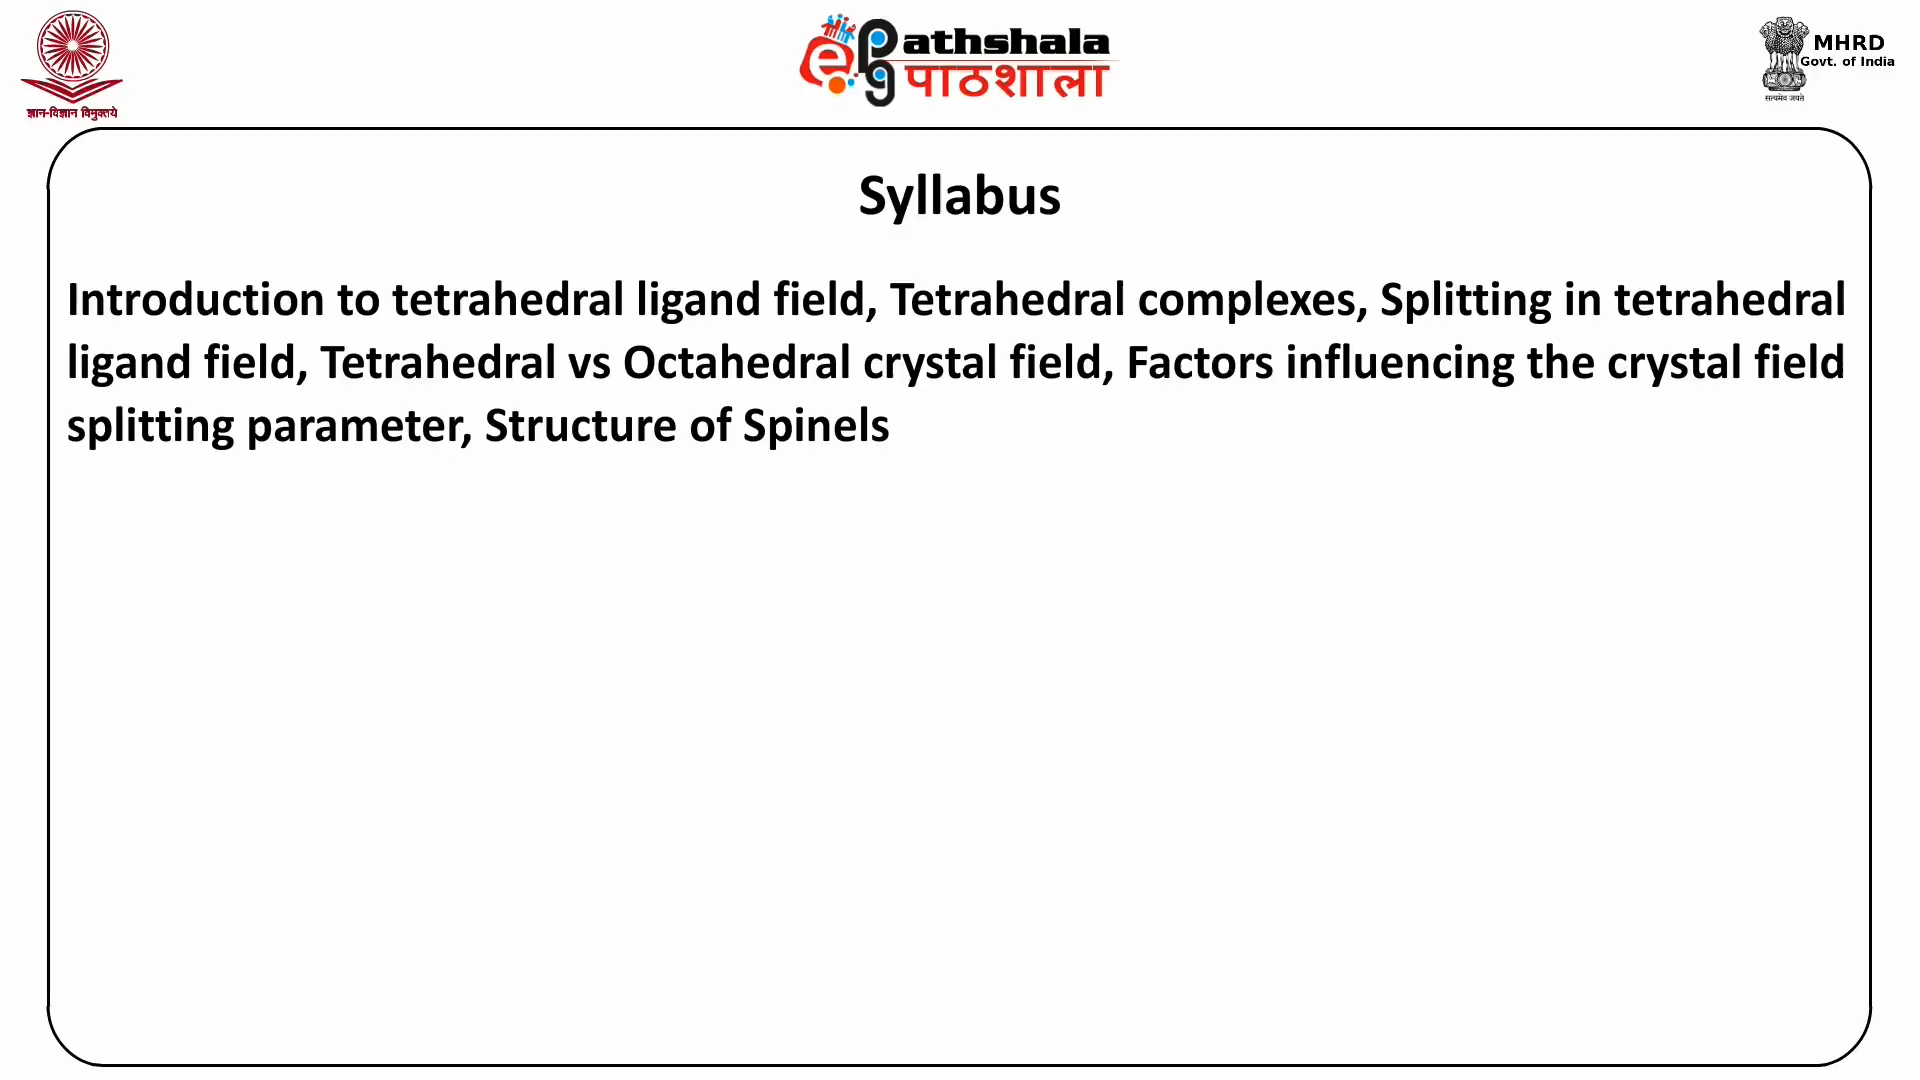 ज्ञान-विज्ञान विमुक्तये
e
pg
athshala
पाठशाला
MHRD
Govt. of India
सत्यमेव जयते
Syllabus
Introduction to tetrahedral ligand field, Tetrahedral complexes, Splitting in tetrahedral
ligand field, Tetrahedral vs Octahedral crystal field, Factors influencing the crystal field
splitting parameter, Structure of Spinels